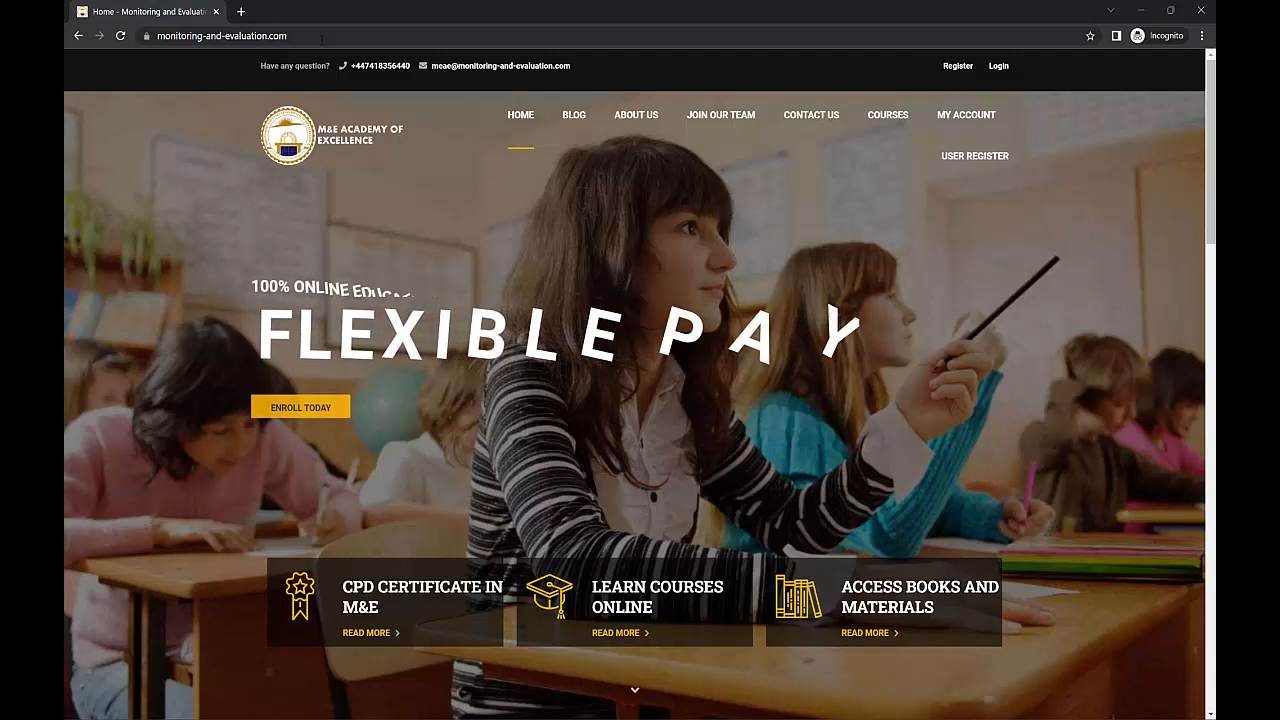 Home - Monitoring and Evaluatio
monitoring-and-evaluation.com
Incognito
Have any question? +447418356440 meae@monitoring-and-evaluation.com
Register Login
M&E ACADEMY OF
EXCELLENCE
HOME BLOG ABOUT US JOIN OUR TEAM CONTACT US COURSES MY ACCOUNT
USER REGISTER
100% ONLINE EDUCA
FLEXIBLE PAY
ENROLL TODAY
CPD CERTIFICATE IN
M&E
READ MORE
LEARN COURSES
ONLINE
READ MORE
ACCESS BOOKS AND
MATERIALS
READ MORE